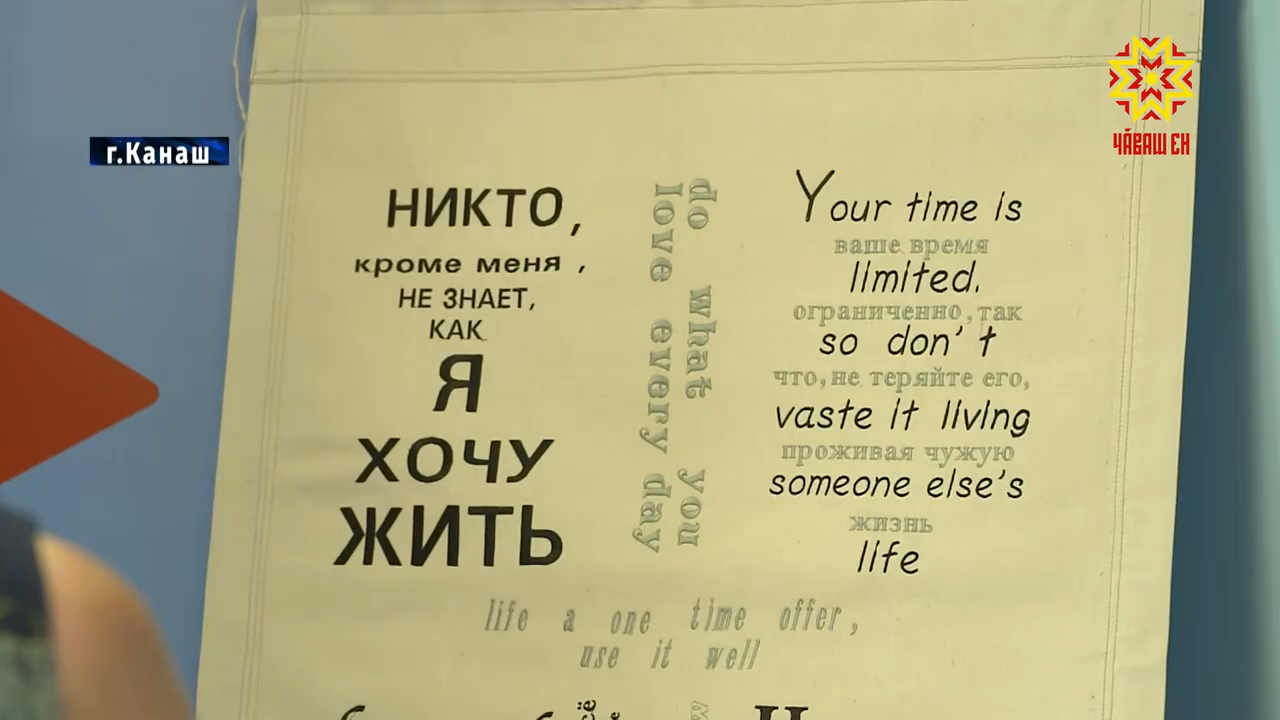 г.Канаш
ЧӐВАШ ЕН
НИКТО,
кроме меня ,
НЕ ЗНАЕТ,
КАК
Я
ХОЧУ
ЖИТЬ
do what you
love every day
Your time is
ваше время
limited.
ограниченно, так
so don't
что, не теряйте его,
vaste it living
проживая чужую
someone else's
жизнь
life
life a one time offer,
use it well